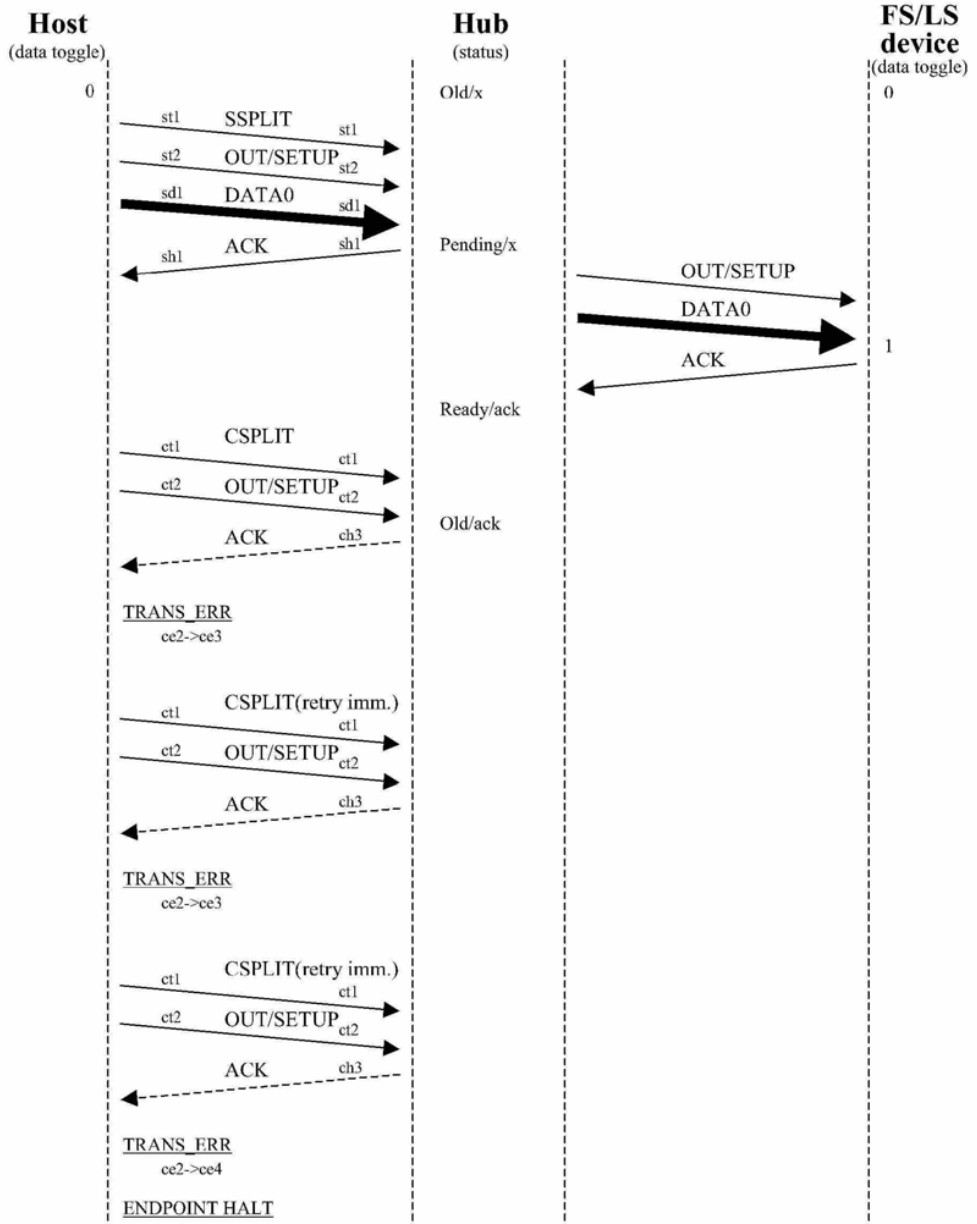 Host
(data toggle)
Hub
(status)
FS/LS
device
(data toggle)
0
Old/x
0
st1 SSPLIT st1
st2 OUT/SETUP st2
sd1 DATA0 sd1
sh1 ACK sh1
Pending/x
OUT/SETUP
DATA0
1
ACK
Ready/ack
ct1 CSPLIT ct1
ct2 OUT/SETUP ct2
Old/ack
ACK ch3
TRANS_ERR
ce2->ce3
CSPLIT(retry imm.)
ct1 ct1
ct2 OUT/SETUP ct2
ACK ch3
TRANS_ERR
ce2->ce3
CSPLIT(retry imm.)
ct1 ct1
ct2 OUT/SETUP ct2
ACK ch3
TRANS_ERR
ce2->ce4
ENDPOINT HALT